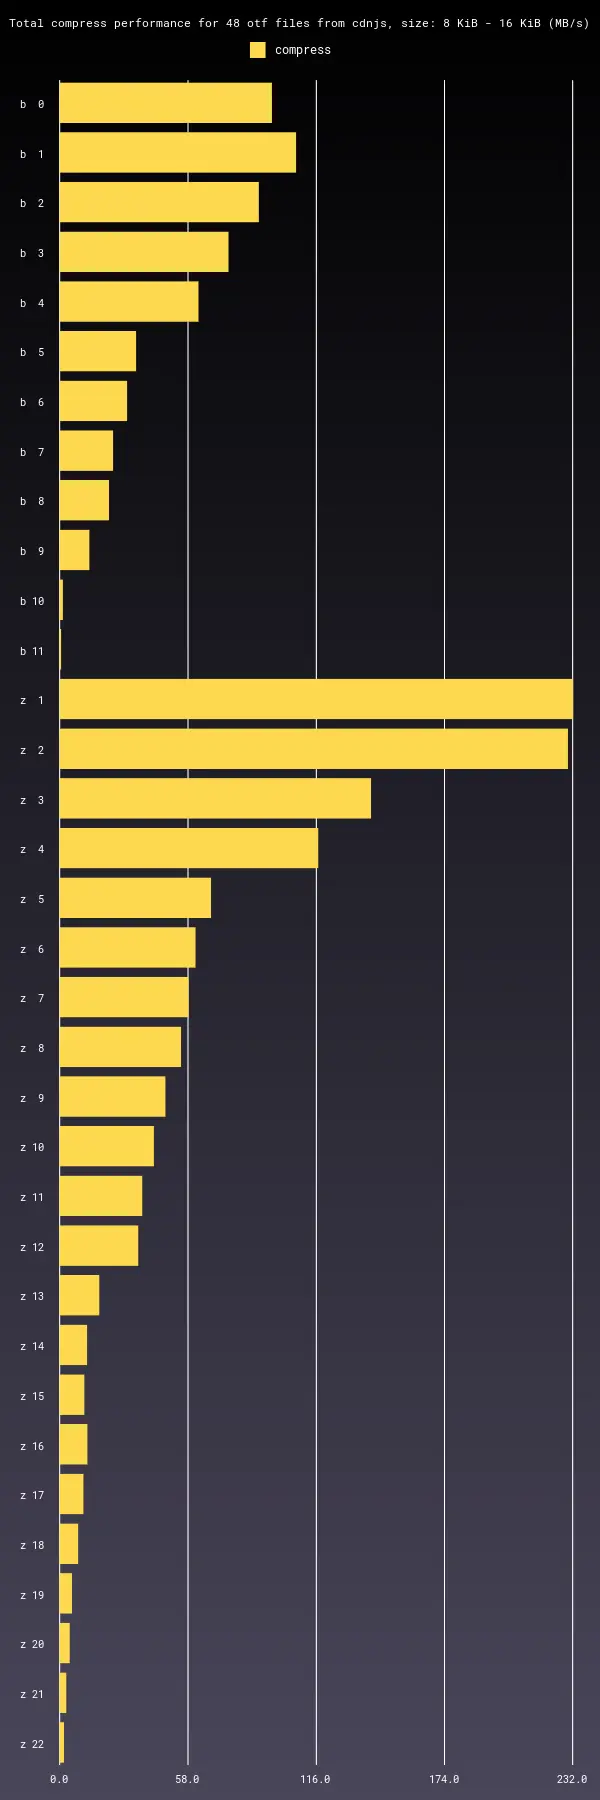 Total compress performance for 48 otf files from cdnjs, size: 8 KiB - 16 KiB (MB/s)
compress
b 0
b 1
b 2
b 3
b 4
b 5
b 6
b 7
b 8
b 9
b 10
b 11
z 1
z 2
z 3
z 4
z 5
z 6
z 7
z 8
z 9
z 10
z 11
z 12
z 13
z 14
z 15
z 16
z 17
z 18
z 19
z 20
z 21
z 22
0.0 58.0 116.0 174.0 232.0